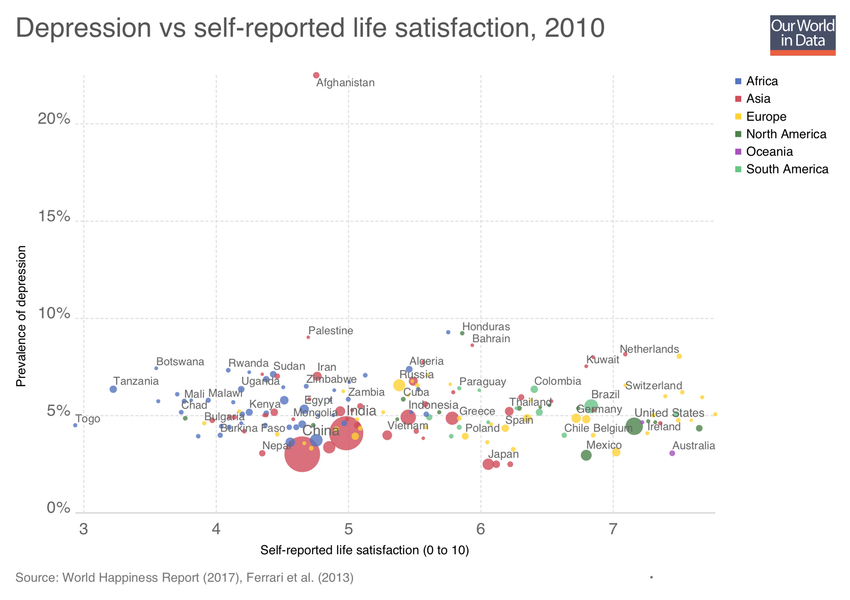 Depression vs self-reported life satisfaction, 2010
Our World
in Data
Afghanistan
Africa
Asia
Europe
North America
Oceania
South America
20%
15%
10%
5%
0%
Prevalence of depression
Palestine
Honduras
Bahrain
Botswana
Rwanda
Sudan
Iran
Algeria
Kuwait
Netherlands
Tanzania
Uganda
Zimbabwe
Russia
Paraguay
Colombia
Switzerland
Mali
Malawi
Zambia
Cuba
Brazil
Chad
Kenya
Egypt
India
Indonesia
Thailand
Germany
Togo
Bulgaria
Mongolia
Greece
Spain
United States
Burkina Faso
China
Vietnam
Poland
Chile
Belgium
Ireland
Nepal
Japan
Mexico
Australia
3
4
5
6
7
Self-reported life satisfaction (0 to 10)
Source: World Happiness Report (2017), Ferrari et al. (2013)